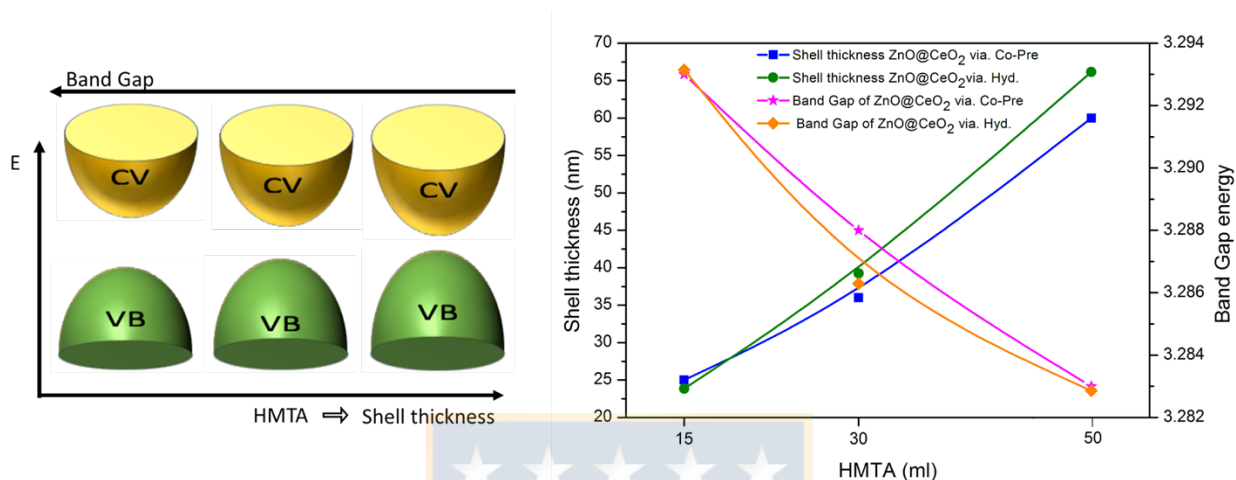 Band Gap
E
CV
CV
CV
VB
VB
VB
HMTA ⇨ Shell thickness
Shell thickness ZnO@CeO2 via. Co-Pre
Shell thickness ZnO@CeO2via. Hyd.
Band Gap of ZnO@CeO2 via. Co-Pre
Band Gap of ZnO@CeO2 via. Hyd.
Shell thickness (nm)
70
65
60
55
50
45
40
35
30
25
20
3.294
3.292
3.290
3.288
3.286
3.284
3.282
Band Gap energy
15
30
50
HMTA (ml)